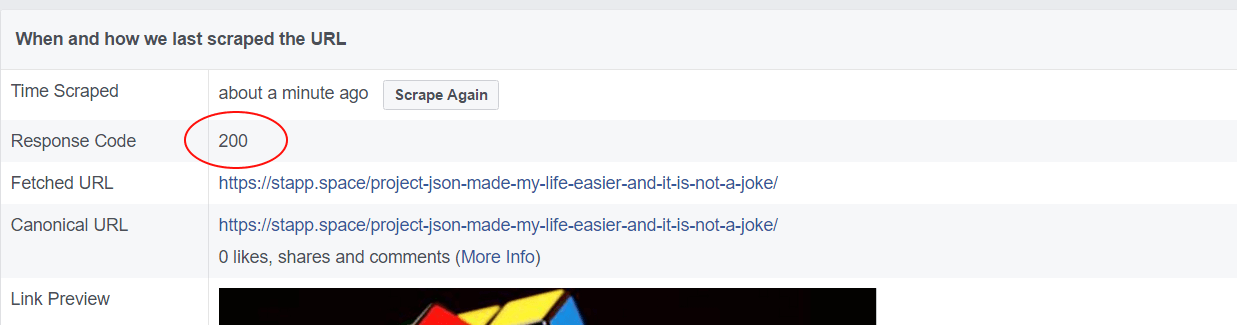 When and how we last scraped the URL
Time Scraped about a minute ago Scrape Again
Response Code 200
Fetched URL https://stapp.space/project-json-made-my-life-easier-and-it-is-not-a-joke/
Canonical URL https://stapp.space/project-json-made-my-life-easier-and-it-is-not-a-joke/
0 likes, shares and comments (More Info)
Link Preview